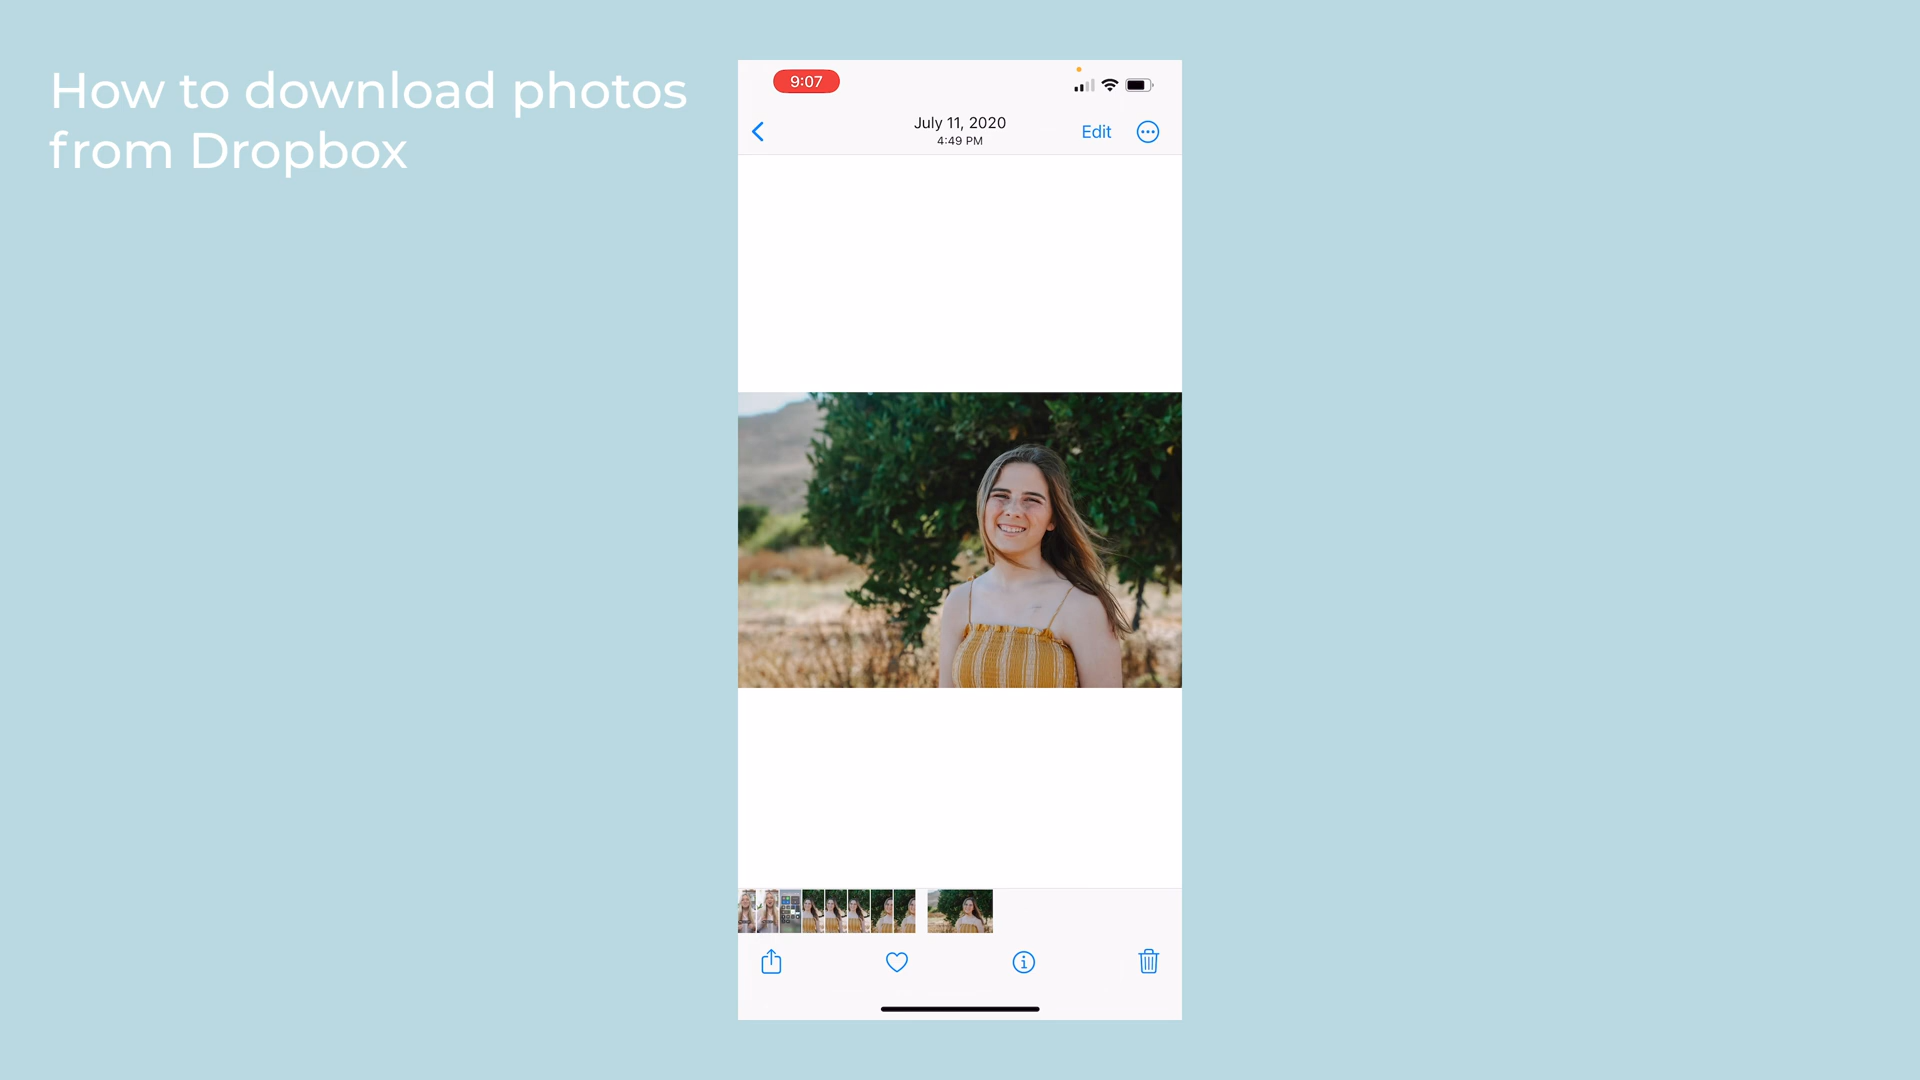 How to download photos
from Dropbox
9:07
July 11, 2020
4:49 PM
Edit